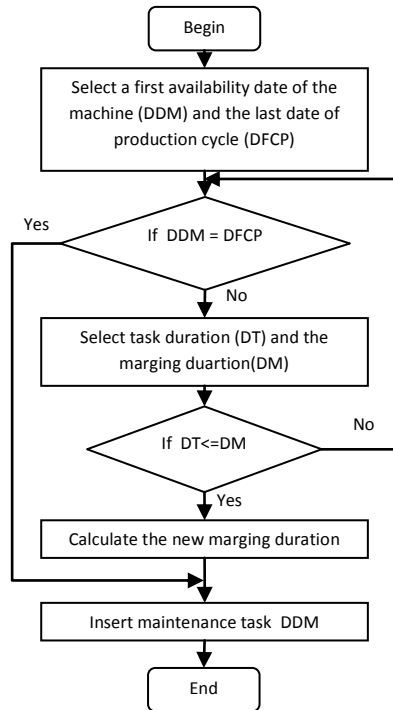 Begin
Select a first availability date of the
machine (DDM) and the last date of
production cycle (DFCP)
Yes
If DDM = DFCP
No
Select task duration (DT) and the
marging duartion(DM)
If DT<=DM
No
Yes
Calculate the new marging duration
Insert maintenance task DDM
End